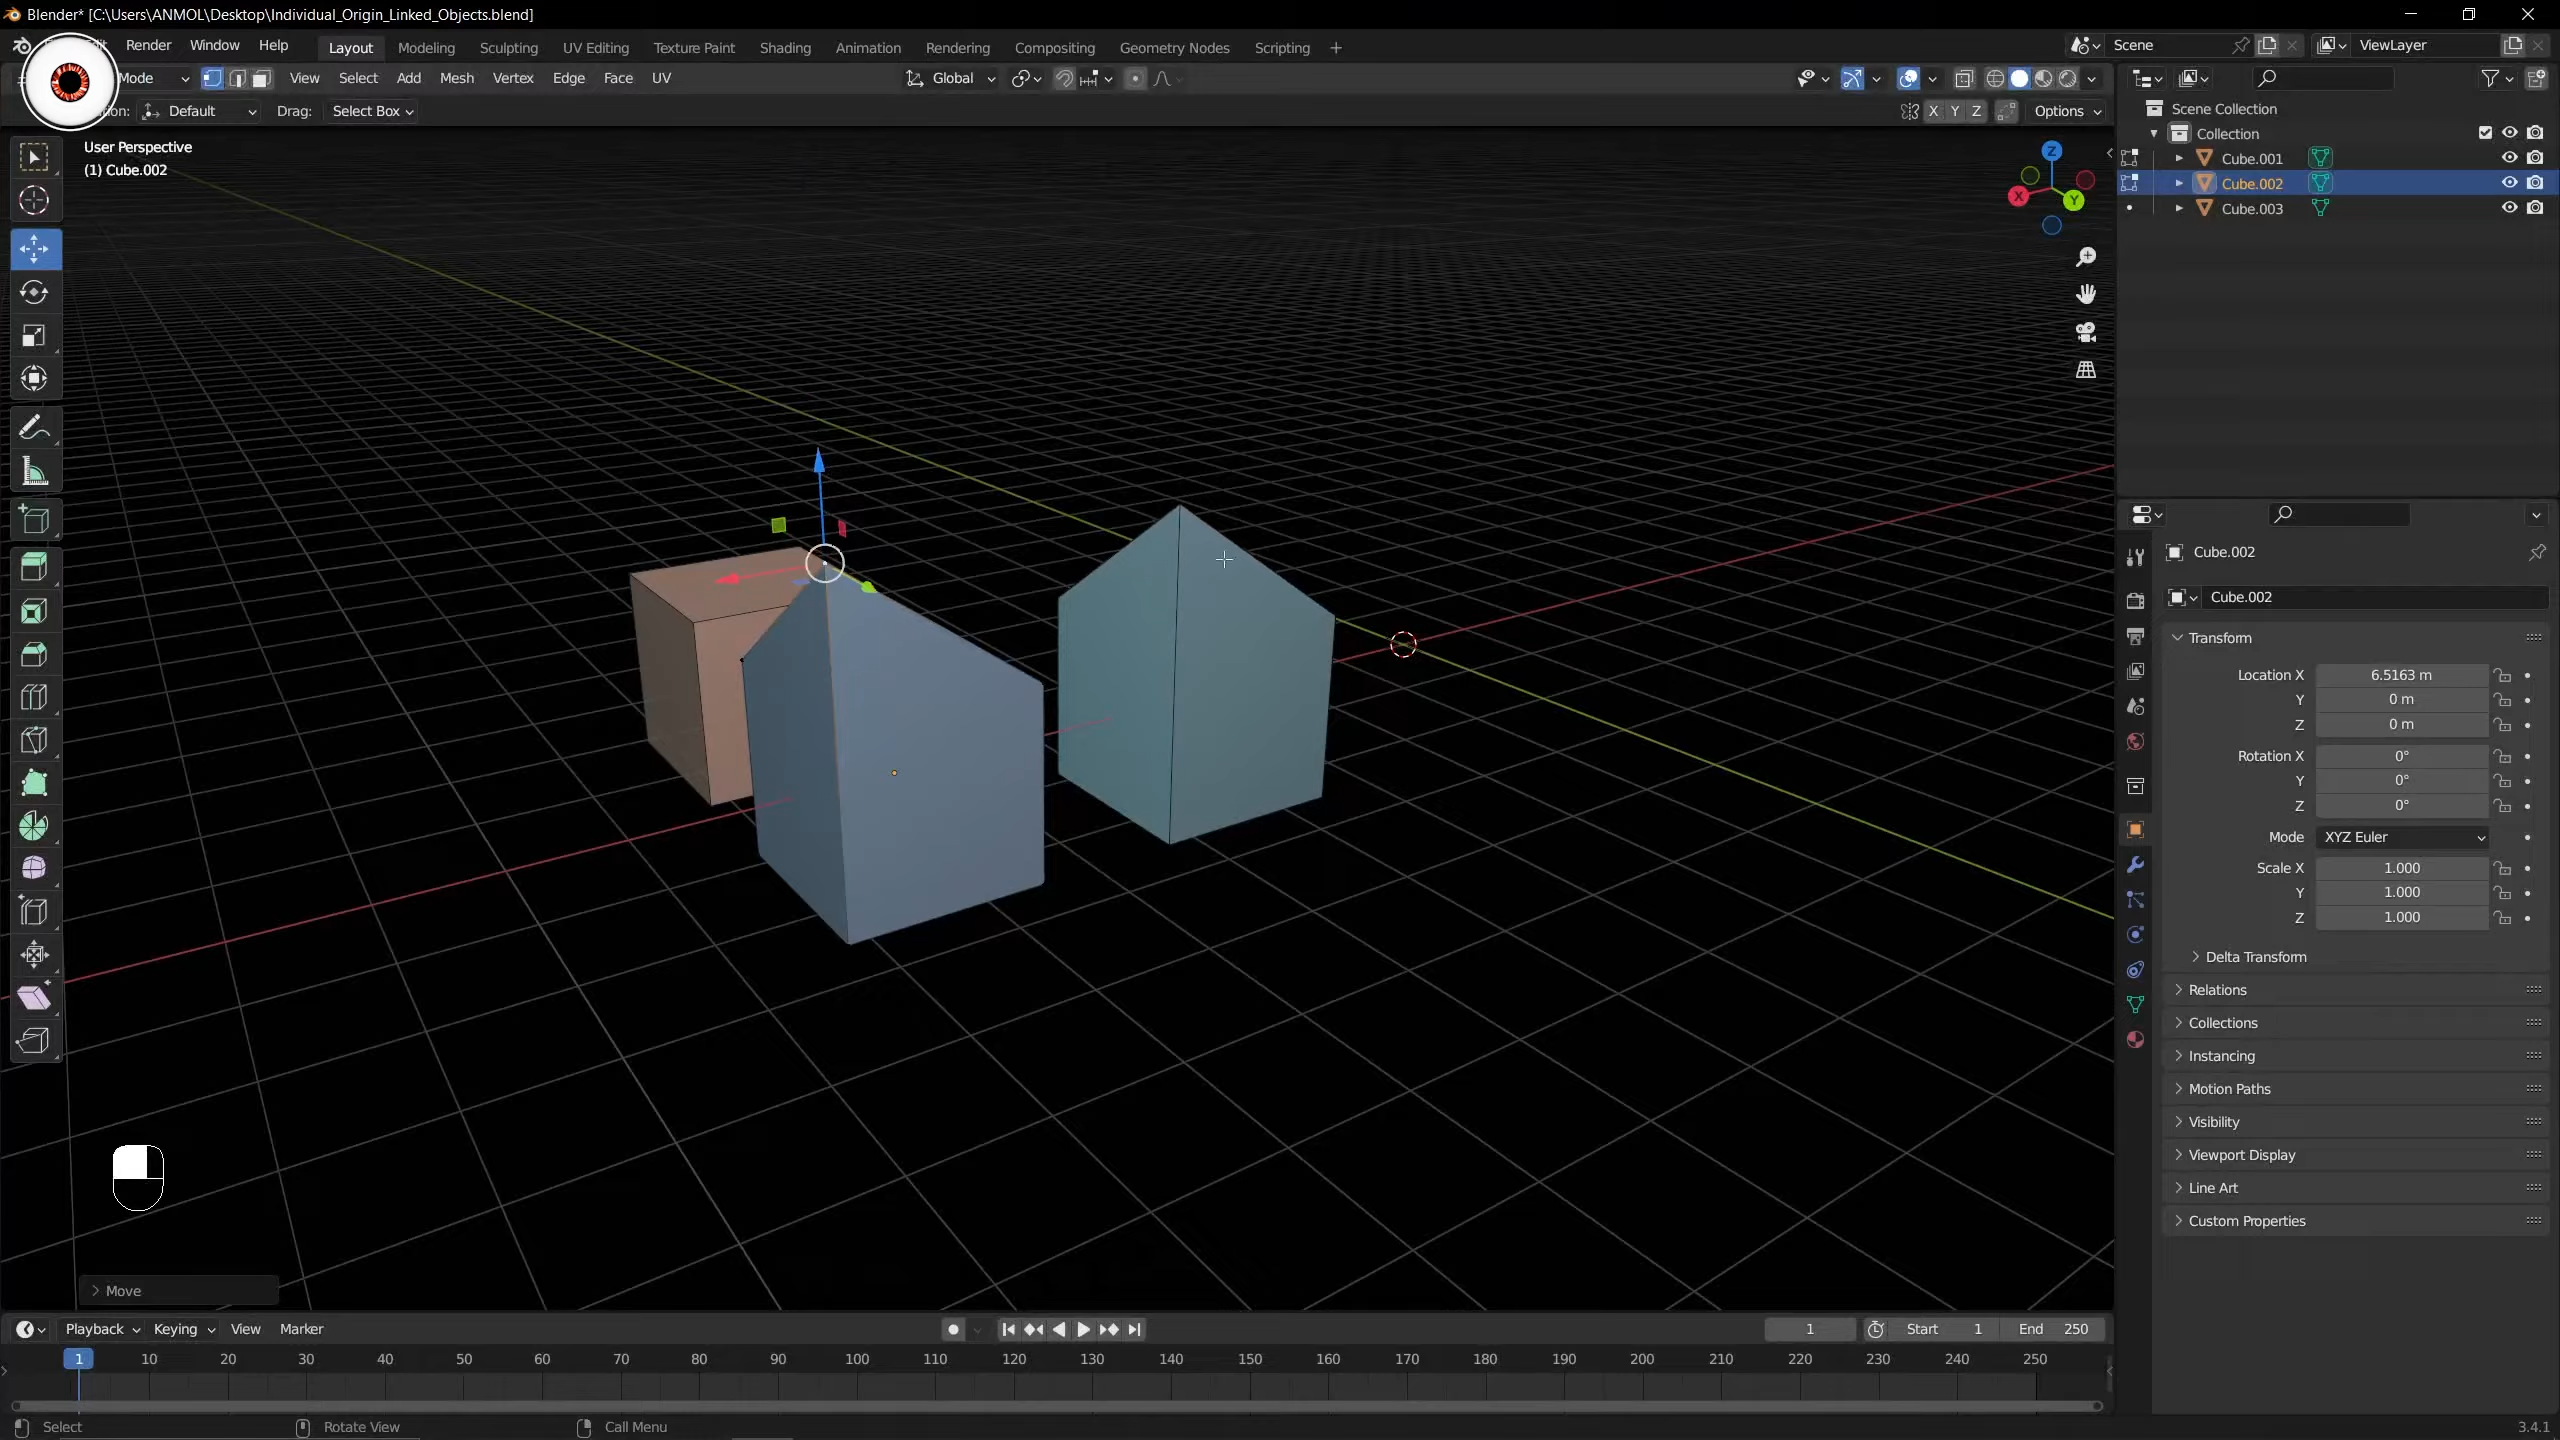 Blender* [C:\Users\ANMOL\Desktop\Individual_Origin_Linked_Objects.blend]
Render Window Help Layout Modeling Sculpting UV Editing Texture Paint Shading Animation Rendering Compositing Geometry Nodes Scripting + Scene ViewLayer
Mode View Select Add Mesh Vertex Edge Face UV Global
Default Drag: Select Box X Y Z Options
User Perspective
(1) Cube.002
Z
X
Y
Scene Collection
Collection
Cube.001
Cube.002
Cube.003
Cube.002
Cube.002
Transform
Location X 6.5163 m
Y 0 m
Z 0 m
Rotation X 0°
Y 0°
Z 0°
Mode XYZ Euler
Scale X 1.000
Y 1.000
Z 1.000
Delta Transform
Relations
Collections
Instancing
Motion Paths
Visibility
Viewport Display
Line Art
Custom Properties
Move
Playback Keying View Marker 1 Start 1 End 250
1 10 20 30 40 50 60 70 80 90 100 110 120 130 140 150 160 170 180 190 200 210 220 230 240 250
Select Rotate View Call Menu 3.4.1